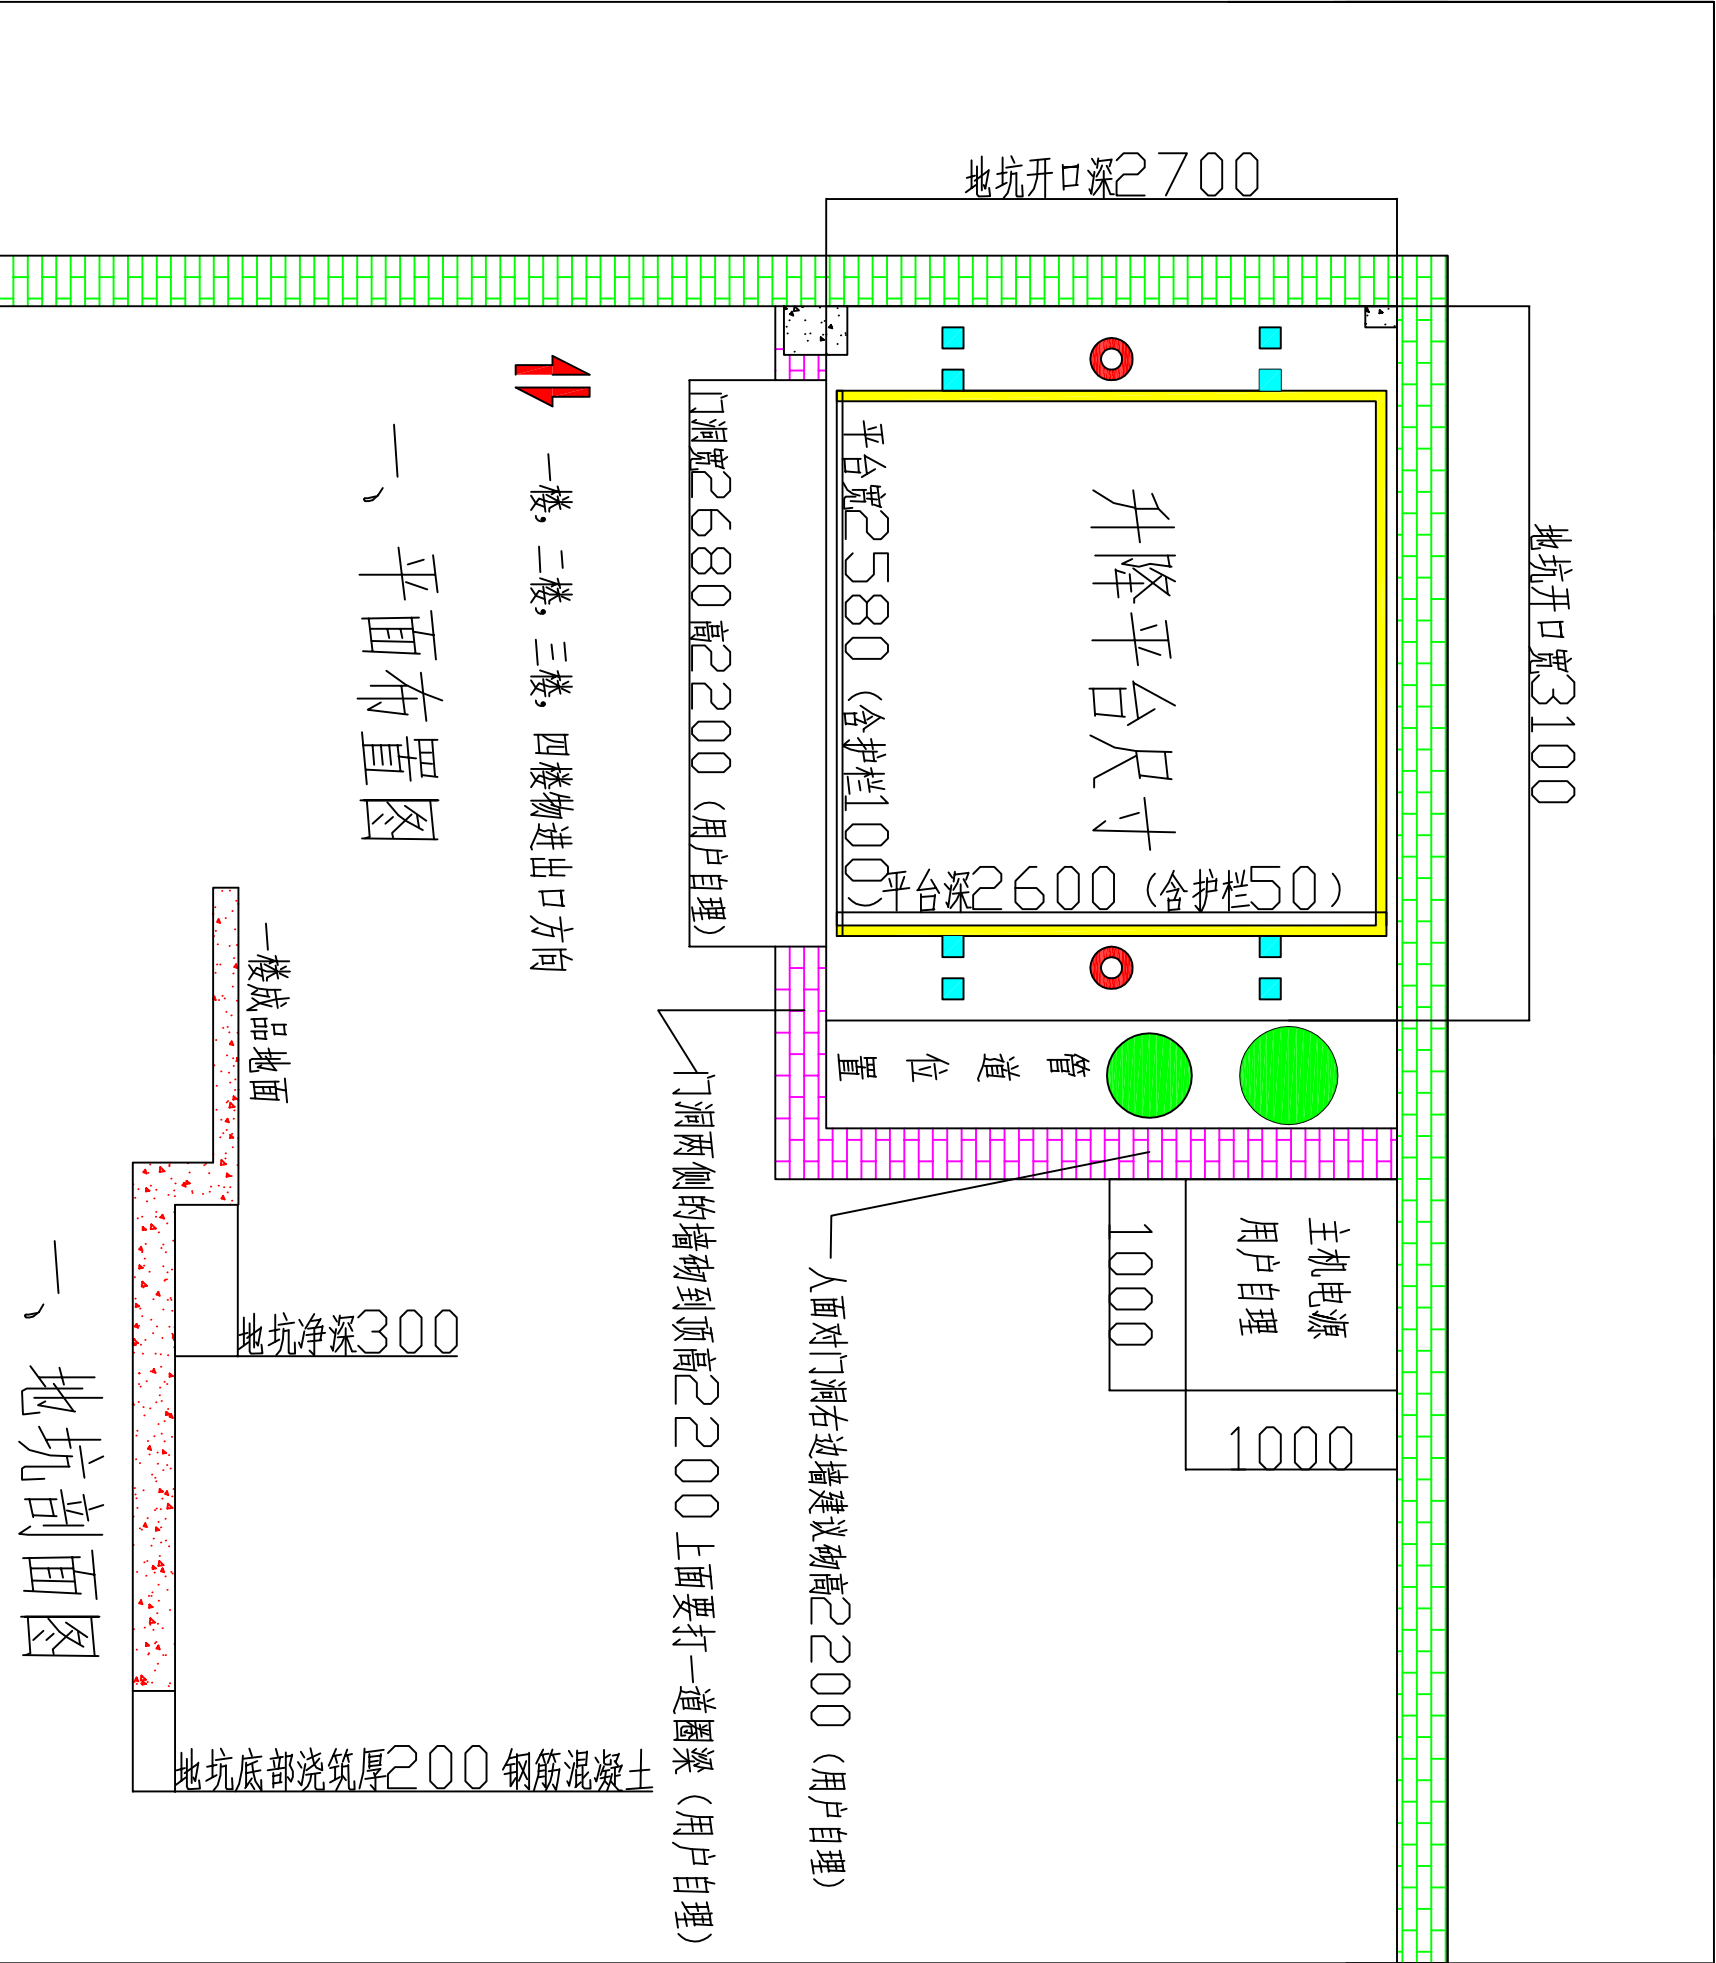 地坑开口深2700
地坑开口宽3100
升降平台尺寸
平台宽2580（含护栏100）
平台深2600（含护栏50）
门洞宽2680高2200（用户自理）
一楼，二楼，三楼，四楼物进出口方向
一、平面布置图
管道位置
主机电源
用户自理
1000
1000
人面对门洞右边墙建议砌高2200（用户自理）
门洞两侧的墙砌到顶高2200上面要打一道圈梁（用户自理）
一楼成品地面
地坑净深300
地坑底部浇筑厚200钢筋混凝土
一、地坑剖面图